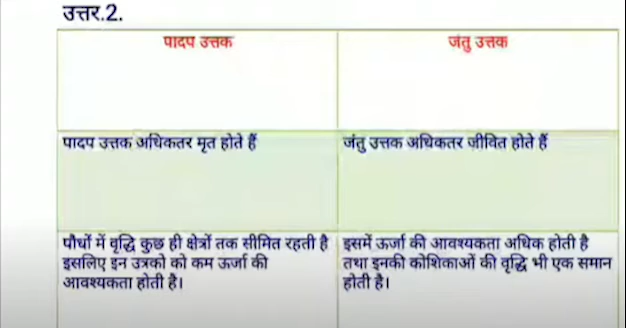 उत्तर.2.
पादप उत्तक
जंतु उत्तक
पादप उत्तक अधिकतर मृत होते हैं
जंतु उत्तक अधिकतर जीवित होते हैं
पौधों में वृद्धि कुछ ही क्षेत्रों तक सीमित रहती है
इसलिए इन उत्रको को कम ऊर्जा की
आवश्यकता होती है।
इसमें ऊर्जा की आवश्यकता अधिक होती है
तथा इनकी कोशिकाओं की वृद्धि भी एक समान
होती है।